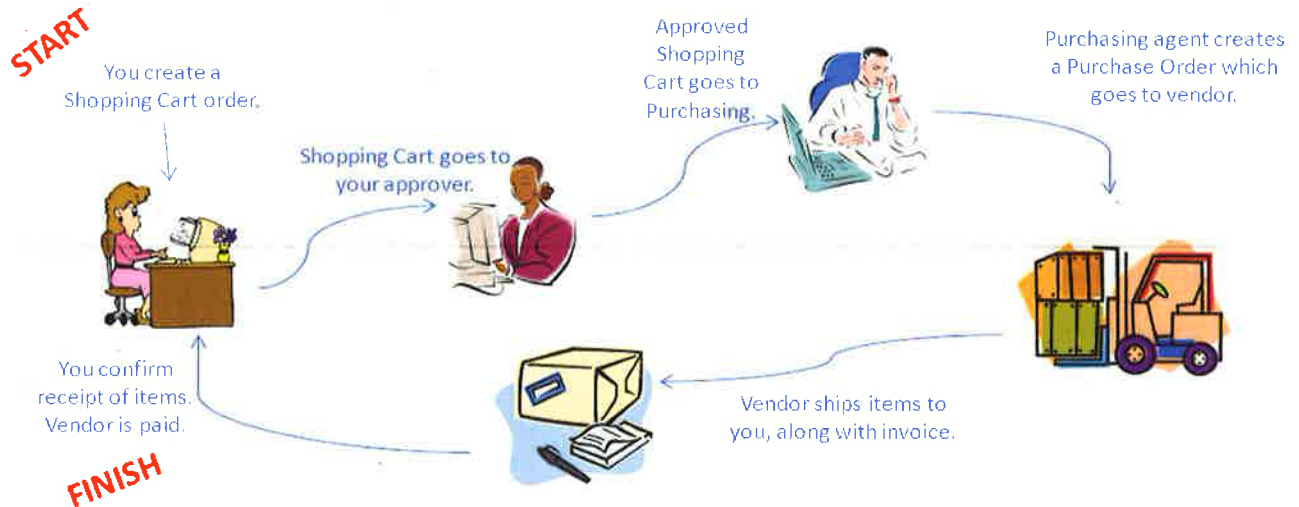 START
You create a
Shopping Cart order.
Shopping Cart goes to
your approver.
Approved
Shopping
Cart goes to
Purchasing.
Purchasing agent creates
a Purchase Order which
goes to vendor.
Vendor ships items to
you, along with invoice.
You confirm
receipt of items.
Vendor is paid.
FINISH